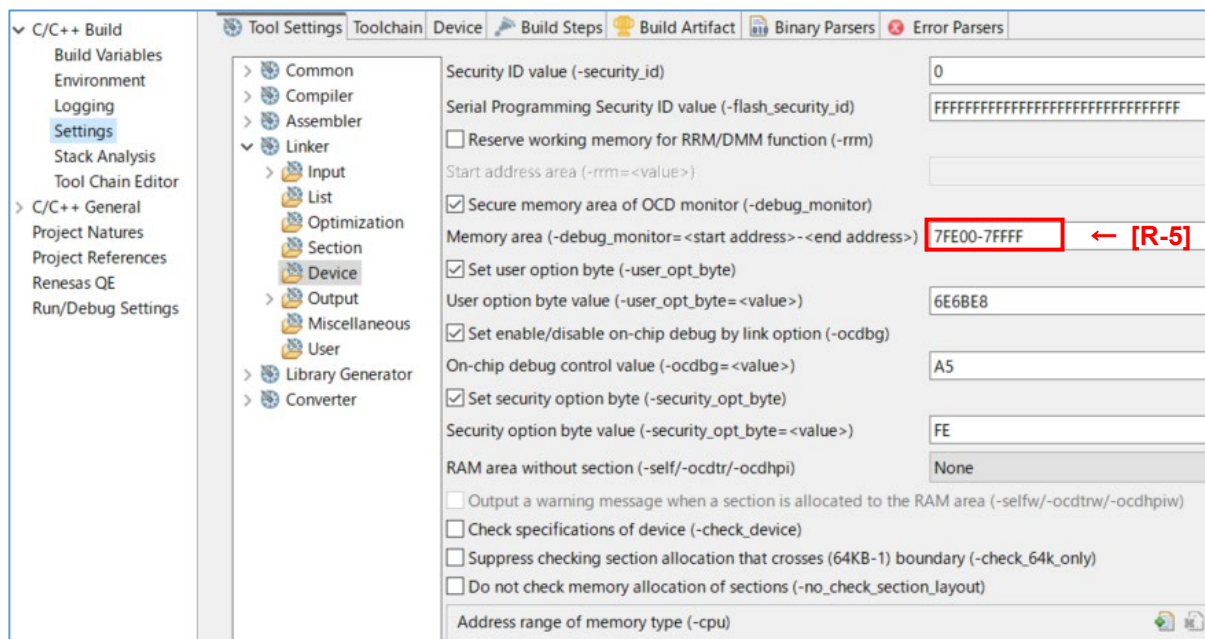 C/C++ Build
Build Variables
Environment
Logging
Settings
Stack Analysis
Tool Chain Editor
C/C++ General
Project Natures
Project References
Renesas QE
Run/Debug Settings
Tool Settings Toolchain Device Build Steps Build Artifact Binary Parsers Error Parsers
Common
Compiler
Assembler
Linker
Input
List
Optimization
Section
Device
Output
Miscellaneous
User
Library Generator
Converter
Security ID value (-security_id) 0
Serial Programming Security ID value (-flash_security_id) FFFFFFFFFFFFFFFFFFFFFFFFFFFFFFFF
Reserve working memory for RRM/DMM function (-rrm)
Start address area (-rrm=<value>)
Secure memory area of OCD monitor (-debug_monitor)
Memory area (-debug_monitor=<start address>-<end address>) 7FE00-7FFFF ← [R-5]
Set user option byte (-user_opt_byte)
User option byte value (-user_opt_byte=<value>) 6E6BE8
Set enable/disable on-chip debug by link option (-ocdbg)
On-chip debug control value (-ocdbg=<value>) A5
Set security option byte (-security_opt_byte)
Security option byte value (-security_opt_byte=<value>) FE
RAM area without section (-self/-ocdtr/-ocdhpi) None
Output a warning message when a section is allocated to the RAM area (-selfw/-ocdtrw/-ocdhpiw)
Check specifications of device (-check_device)
Suppress checking section allocation that crosses (64KB-1) boundary (-check_64k_only)
Do not check memory allocation of sections (-no_check_section_layout)
Address range of memory type (-cpu)